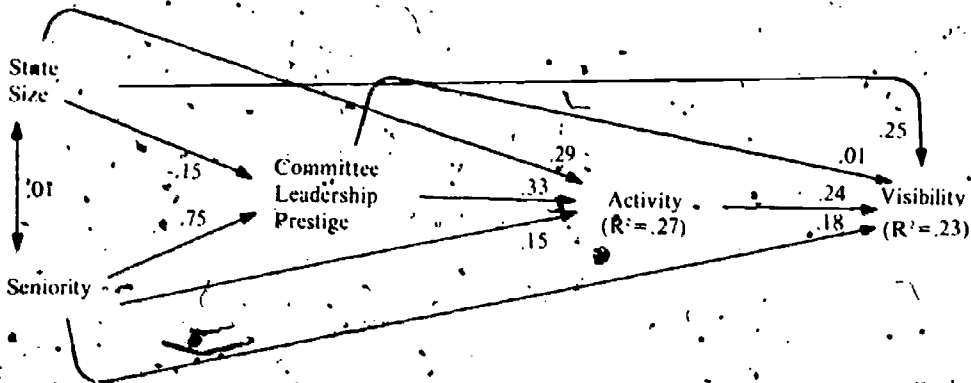 State
Size
.25
-.15
.29
.01
.01
Committee
Leadership
Prestige
.33
.24
Visibility
(R²=.23)
.75
Activity
(R²=.27)
.18
.15
Seniority